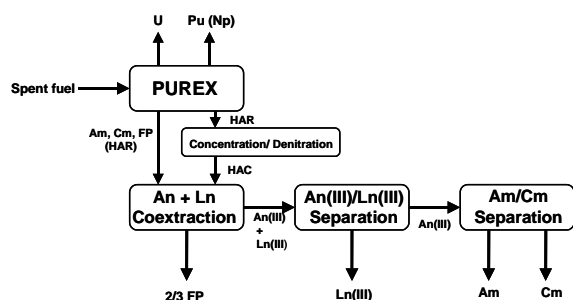 U
Pu (Np)
Spent fuel
PUREX
Am, Cm, FP
(HAR)
HAR
Concentration/ Denitration
HAC
An + Ln
Coextraction
An(III)
+
Ln(III)
An(III)/Ln(III)
Separation
An(III)
Am/Cm
Separation
2/3 FP
Ln(III)
Am
Cm